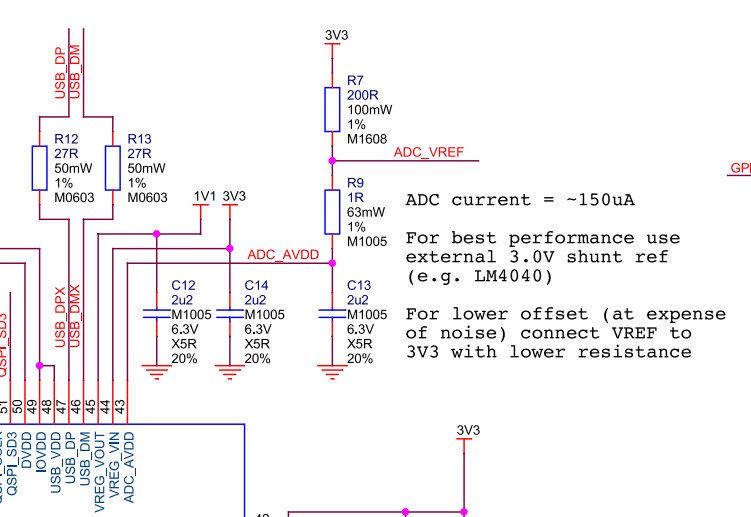 3V3
USB_DP
USB_DM
R7
200R
100mW
1%
M1608
R12
27R
50mW
1%
M0603
R13
27R
50mW
1%
M0603
ADC_VREF
GPI
R9
1R
63mW
1%
M1005
1V1
3V3
ADC current = ~150uA
For best performance use
external 3.0V shunt ref
(e.g. LM4040)
For lower offset (at expense
of noise) connect VREF to
3V3 with lower resistance
ADC_AVDD
C12
2u2
M1005
6.3V
X5R
20%
C14
2u2
M1005
6.3V
X5R
20%
C13
2u2
M1005
6.3V
X5R
20%
QSPI_SD3
USB_DPX
USB_DMX
51
50
49
48
47
46
45
44
43
QSPI_SD3
DVDD
IOVDD
USB_VDD
USB_DP
USB_DM
VREG_VOUT
VREG_VIN
ADC_AVDD
3V3